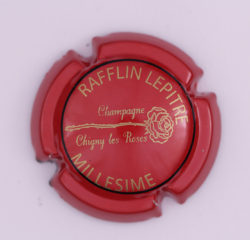 RAFFLIN LEPITRE
Champagne
Chigny les Roses
MILLESIME